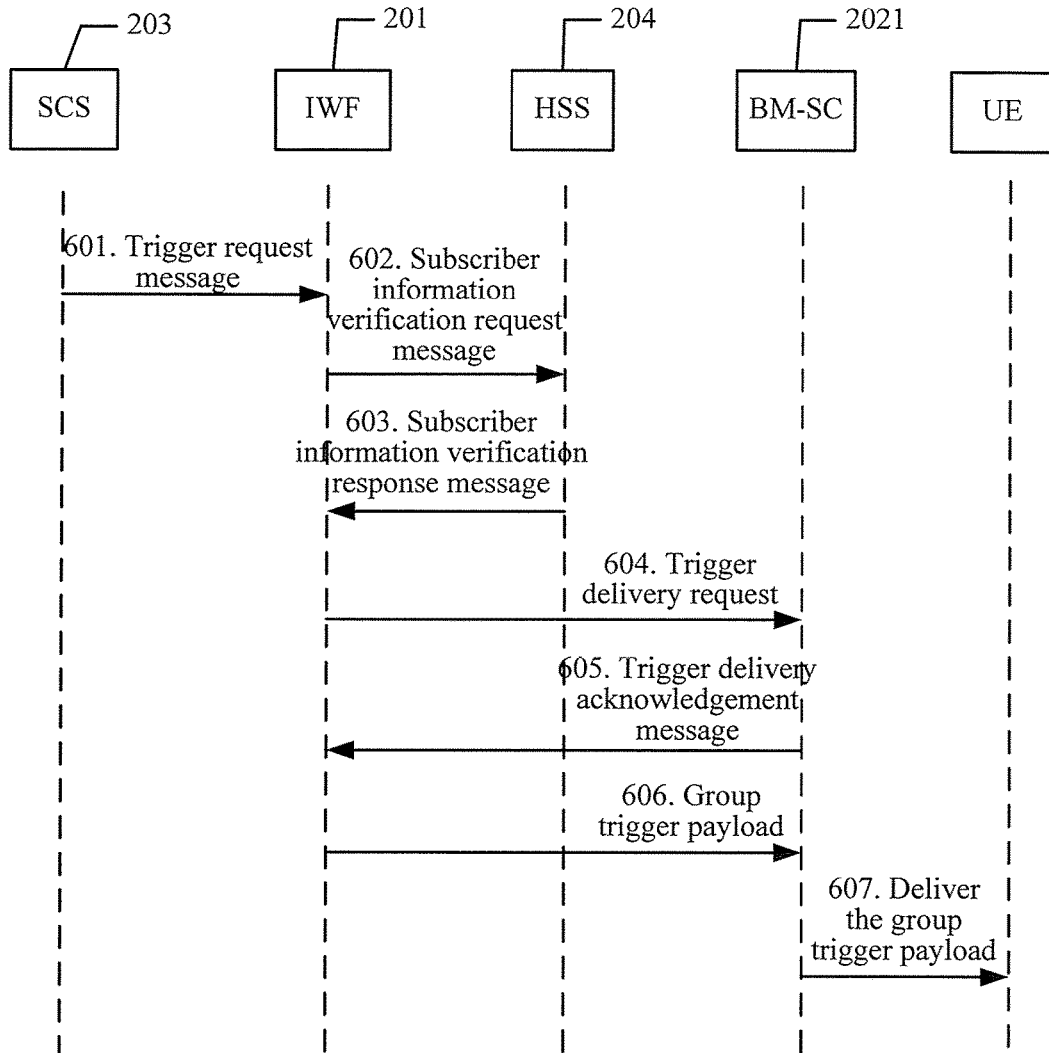 203
201
204
2021
SCS
IWF
HSS
BM-SC
UE
601. Trigger request
message
602. Subscriber
information
verification request
message
603. Subscriber
information verification
response message
604. Trigger
delivery request
605. Trigger delivery
acknowledgement
message
606. Group
trigger payload
607. Deliver
the group
trigger payload